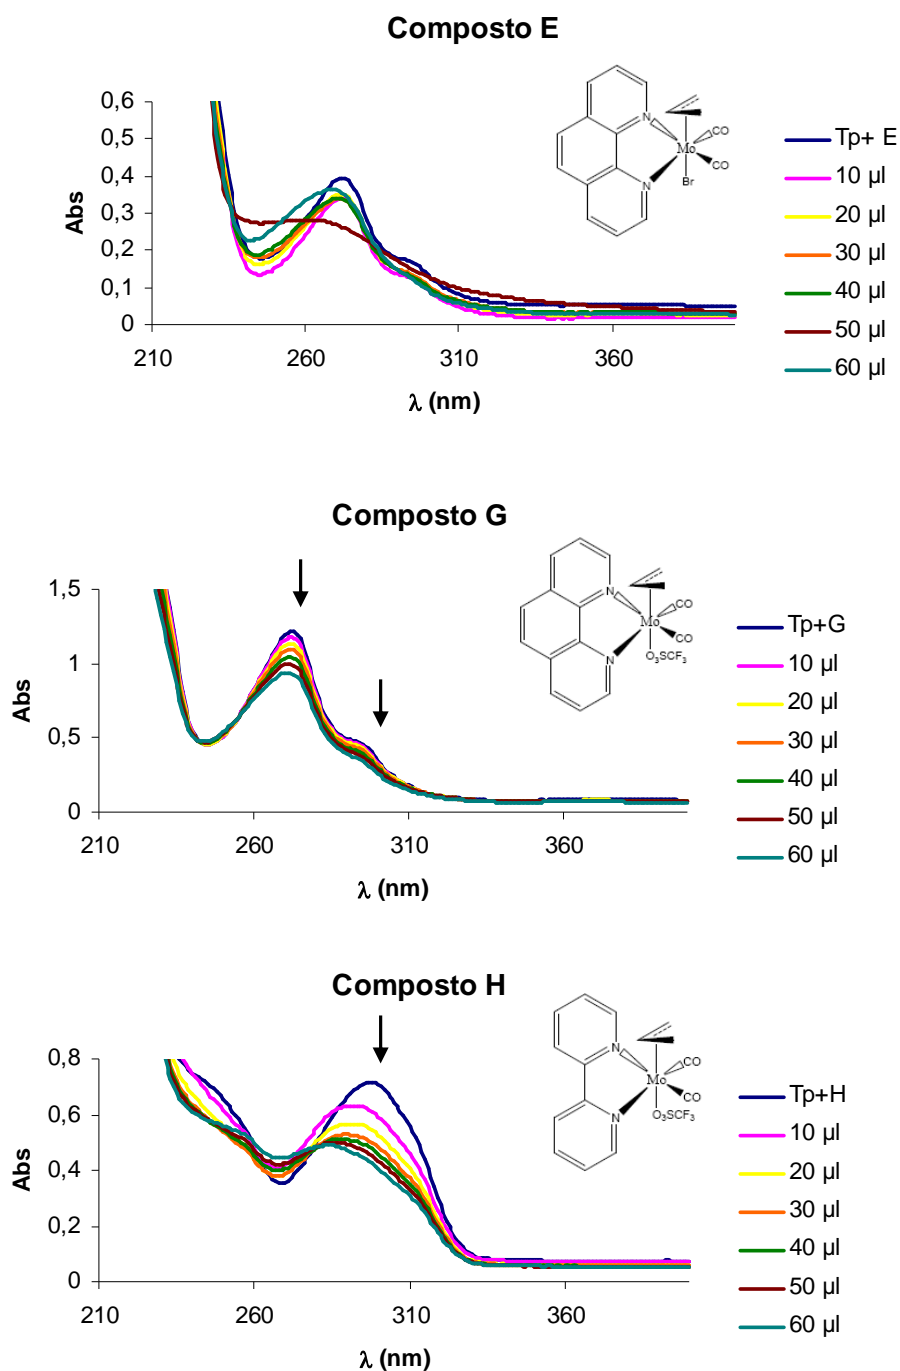 Composto E
0,6
0,5
0,4
0,3
0,2
0,1
0
Abs
210
260
310
360
λ (nm)
N
N
Mo
CO
CO
Br
Tp+ E
10 µl
20 µl
30 µl
40 µl
50 µl
60 µl
Composto G
1,5
1
0,5
0
Abs
210
260
310
360
λ (nm)
N
N
Mo
CO
CO
O₃SCF₃
Tp+G
10 µl
20 µl
30 µl
40 µl
50 µl
60 µl
Composto H
0,8
0,6
0,4
0,2
0
Abs
210
260
310
360
λ (nm)
N
N
Mo
CO
CO
O₃SCF₃
Tp+H
10 µl
20 µl
30 µl
40 µl
50 µl
60 µl